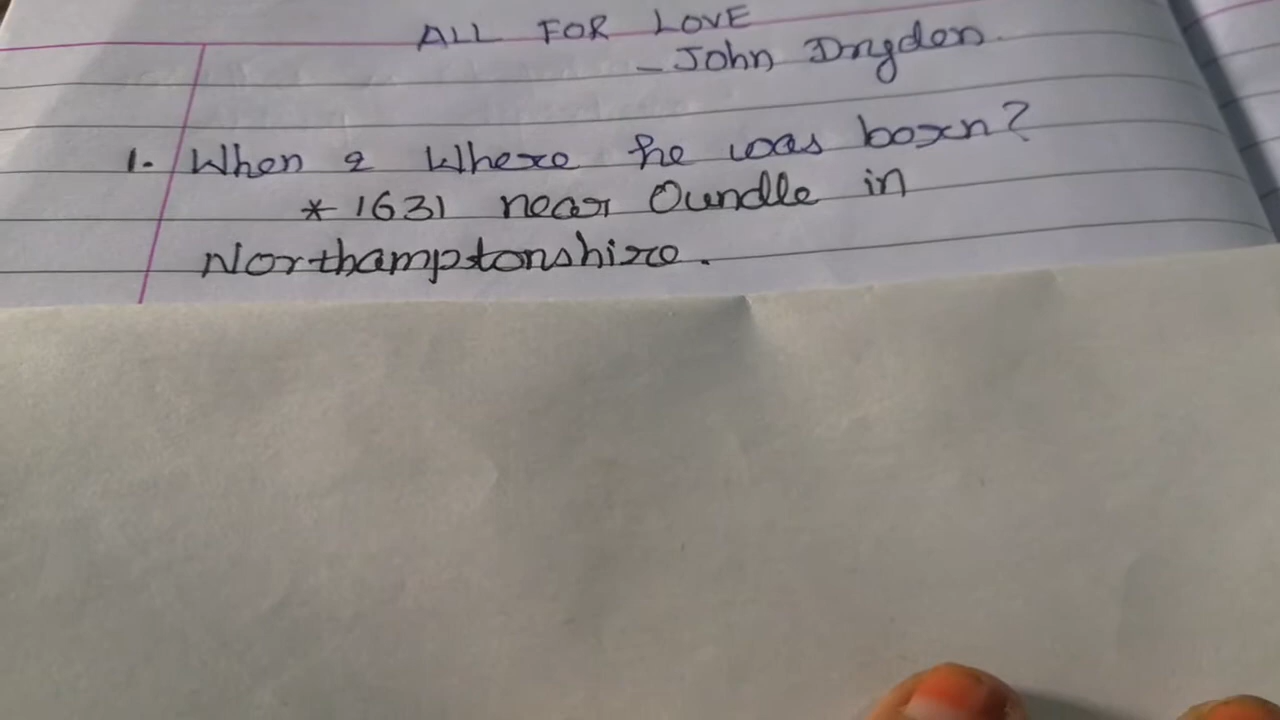 ALL FOR LOVE
- John Dryden.
1. When & Where he was born?
* 1631 near Oundle in
Northamptonshire.